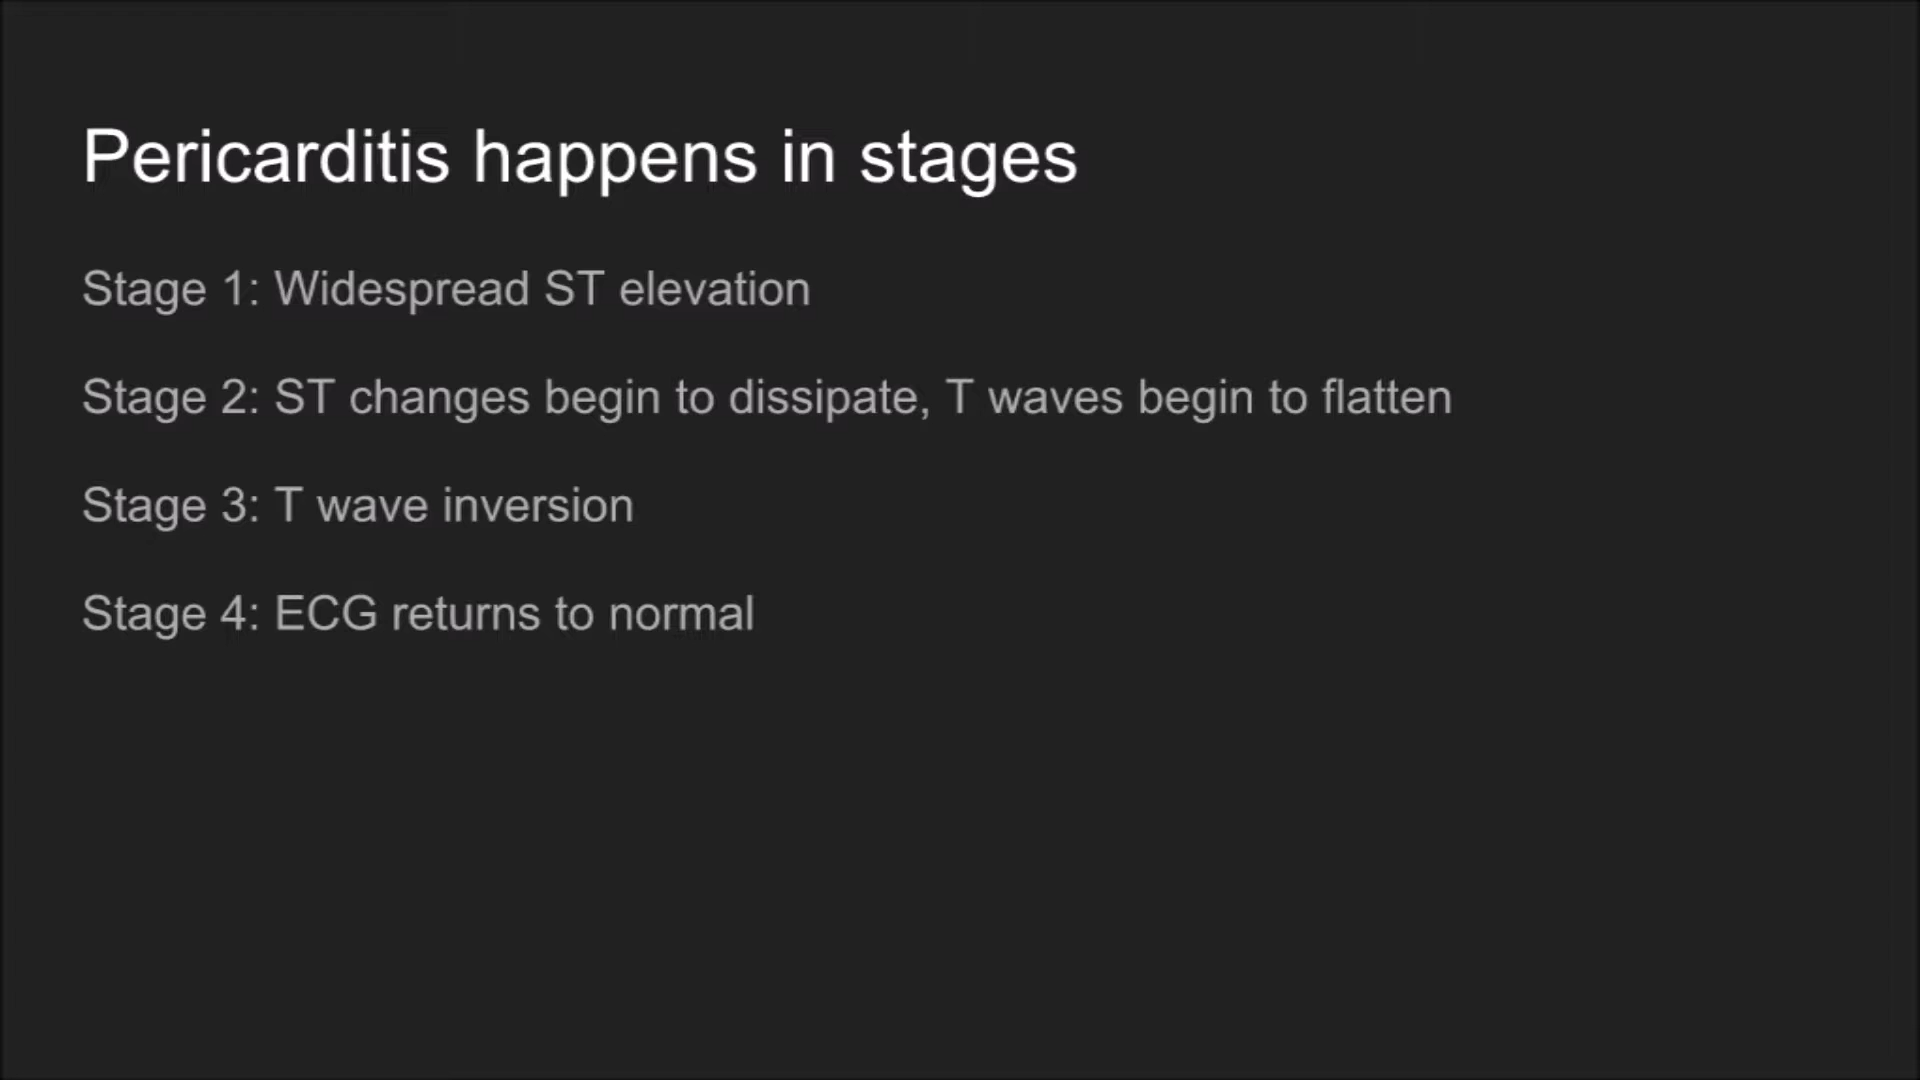 Pericarditis happens in stages
Stage 1: Widespread ST elevation
Stage 2: ST changes begin to dissipate, T waves begin to flatten
Stage 3: T wave inversion
Stage 4: ECG returns to normal